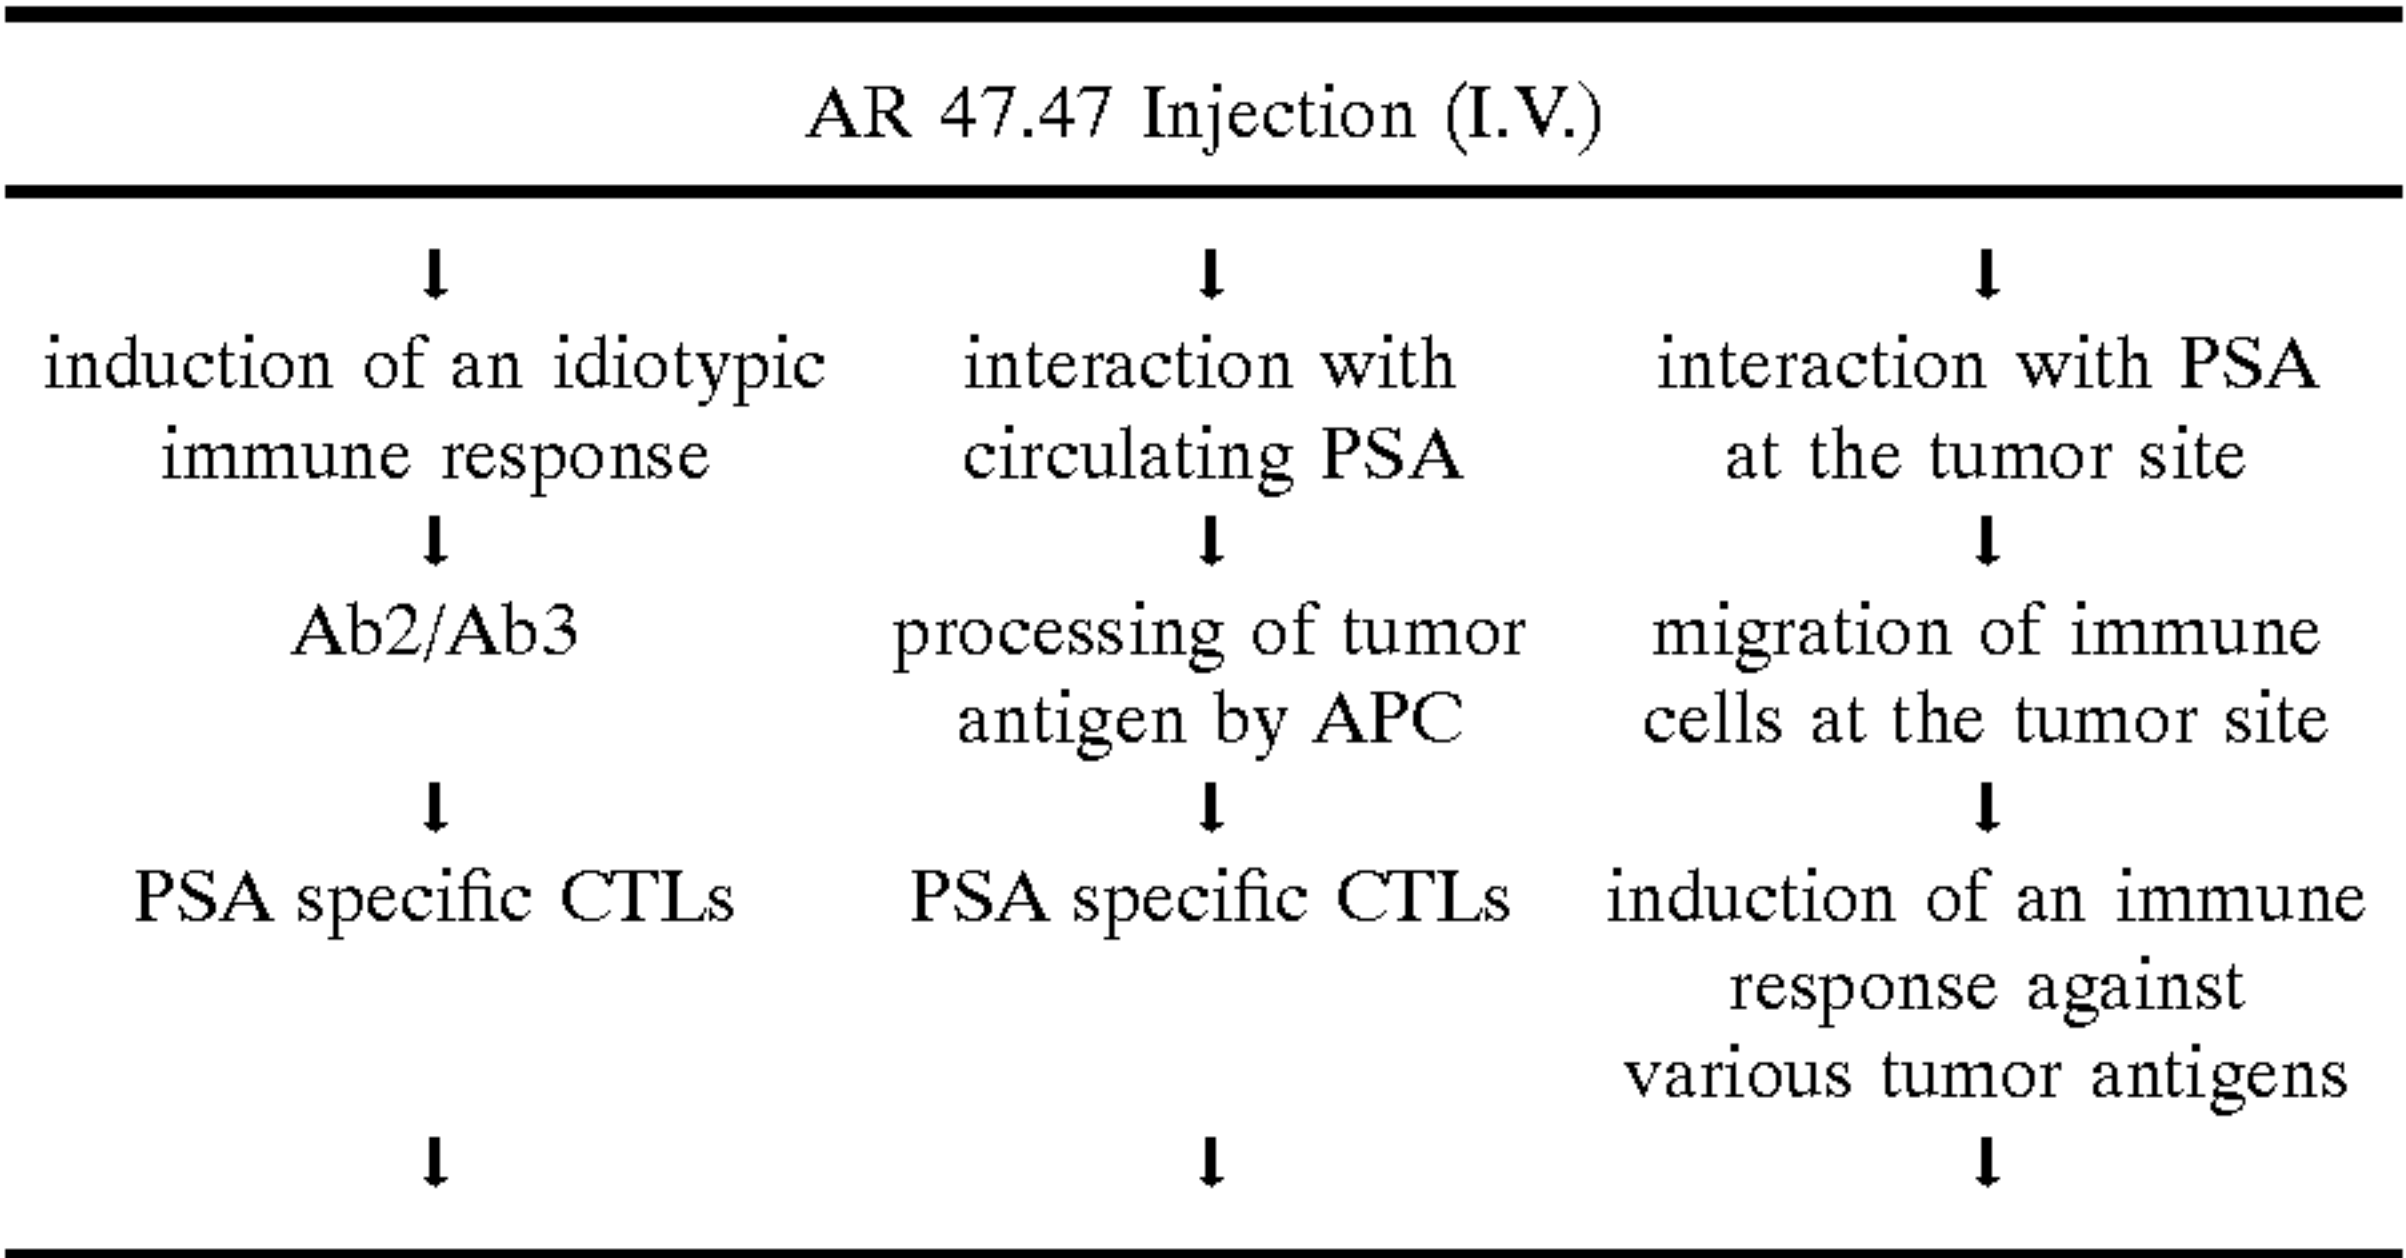 AR 47.47 Injection (I.V.)
induction of an idiotypic
immune response
Ab2/Ab3
PSA specific CTLs
interaction with
circulating PSA
processing of tumor
antigen by APC
PSA specific CTLs
interaction with PSA
at the tumor site
migration of immune
cells at the tumor site
induction of an immune
response against
various tumor antigens